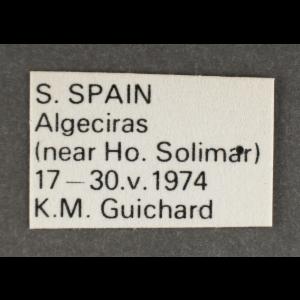 S. SPAIN
Algeciras
(near Ho. Solimar)
17–30.v.1974
K.M. Guichard